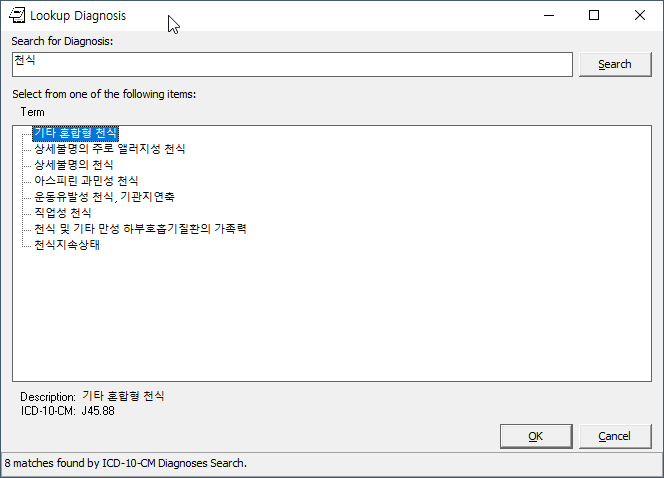 Lookup Diagnosis
Search for Diagnosis:
천식
Search
Select from one of the following items:
Term
기타 혼합형 천식
상세불명의 주로 앨러지성 천식
상세불명의 천식
아스피린 과민성 천식
운동유발성 천식, 기관지연축
직업성 천식
천식 및 기타 만성 하부호흡기질환의 가족력
천식지속상태
Description: 기타 혼합형 천식
ICD-10-CM: J45.88
OK
Cancel
8 matches found by ICD-10-CM Diagnoses Search.